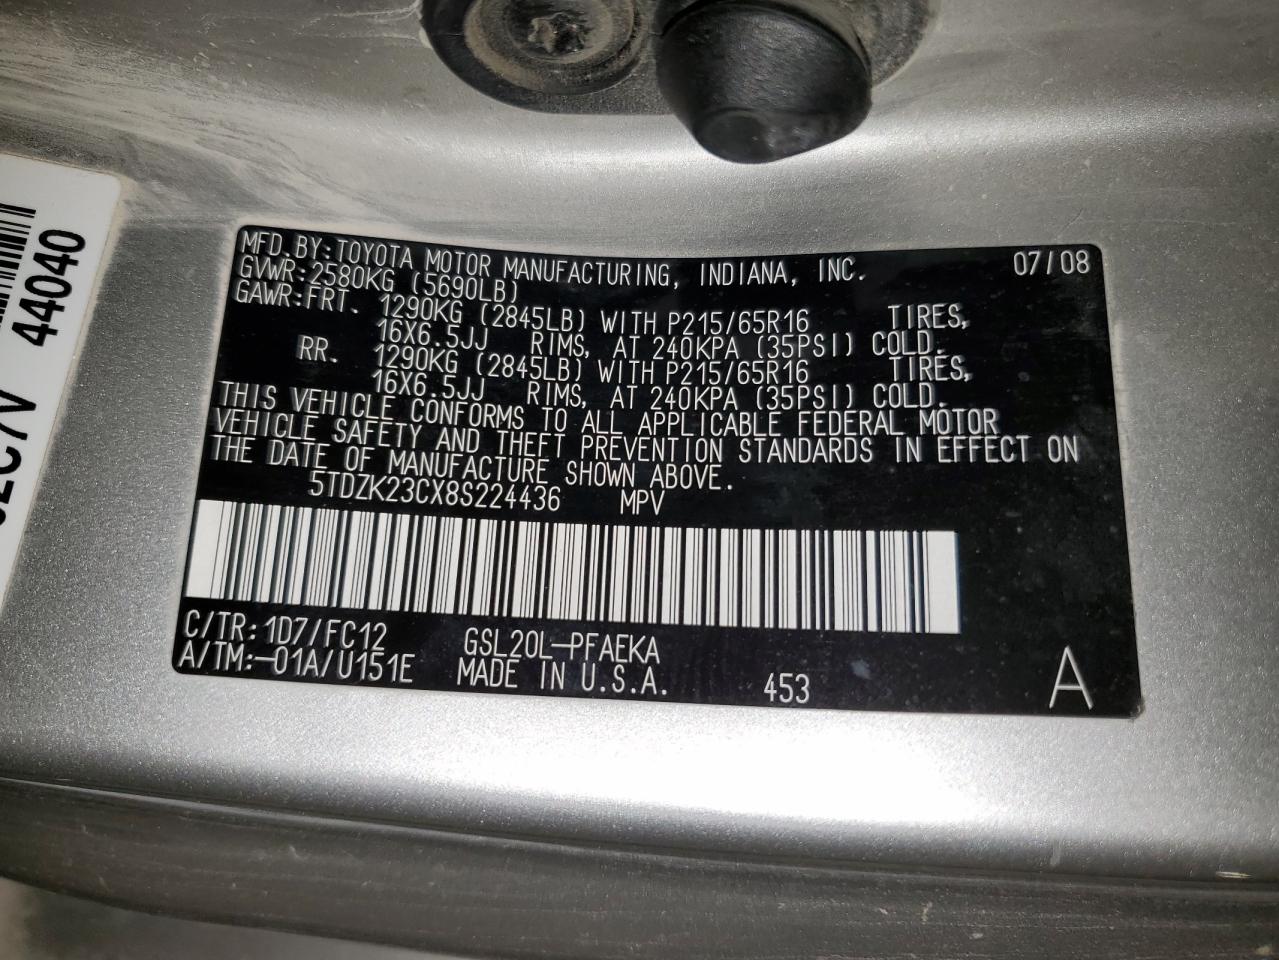 MFD.BY:TOYOTA MOTOR MANUFACTURING, INDIANA, INC. 07/08
GVWR:2580KG (5690LB)
GAWR:FRT. 1290KG (2845LB) WITH P215/65R16 TIRES,
16X6.5JJ RIMS, AT 240KPA (35PSI) COLD.
RR. 1290KG (2845LB) WITH P215/65R16 TIRES,
16X6.5JJ RIMS, AT 240KPA (35PSI) COLD.
THIS VEHICLE CONFORMS TO ALL APPLICABLE FEDERAL MOTOR
VEHICLE SAFETY AND THEFT PREVENTION STANDARDS IN EFFECT ON
THE DATE OF MANUFACTURE SHOWN ABOVE.
5TDZK23CX8S224436 MPV
C/TR:1D7/FC12 GSL20L-PFAEKA
A/TM:-01A/U151E MADE IN U.S.A. 453 A
44040